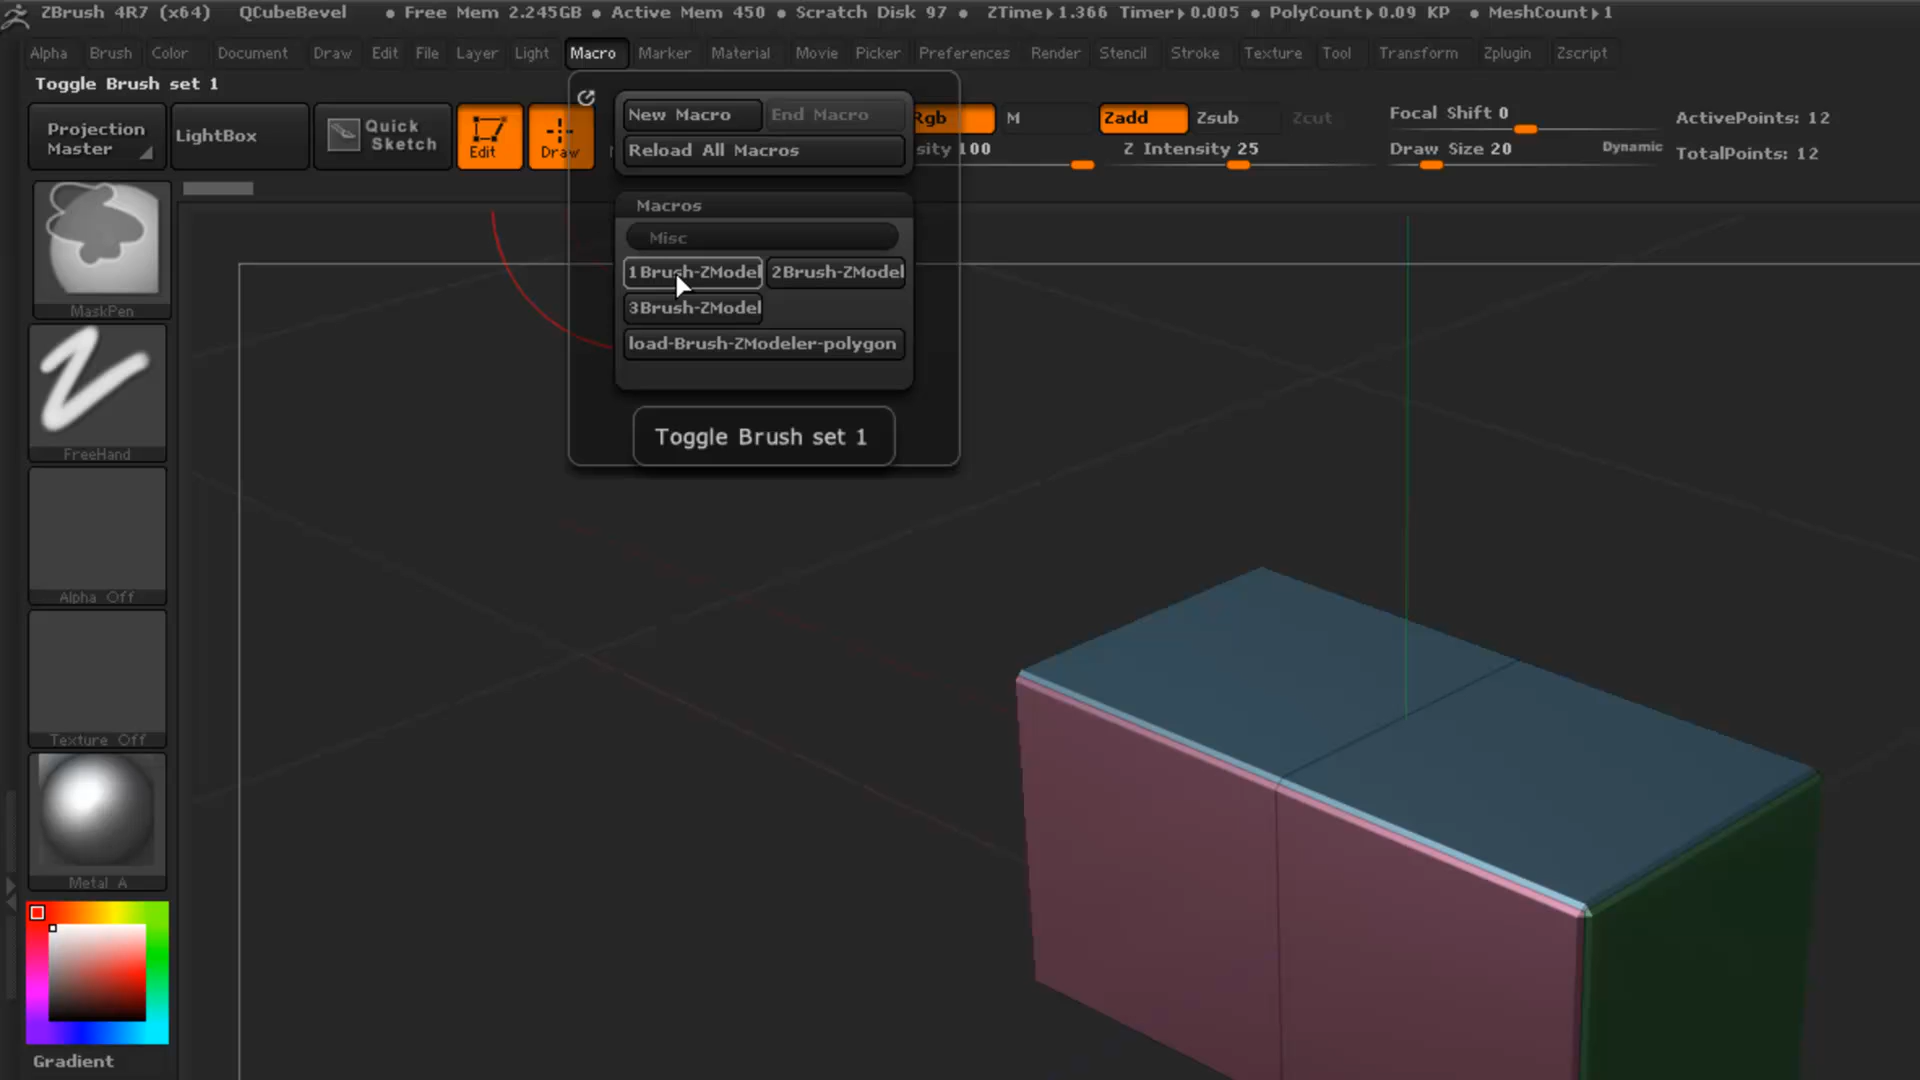 ZBrush 4R7 (x64) QCubeBevel • Free Mem 2.245GB • Active Mem 450 • Scratch Disk 97 • ZTime▸1.366 Timer▸0.005 • PolyCount▸0.09 KP • MeshCount▸1
Alpha Brush Color Document Draw Edit File Layer Light Macro Marker Material Movie Picker Preferences Render Stencil Stroke Texture Tool Transform Zplugin Zscript
Toggle Brush set 1
Projection
Master
LightBox
Quick
Sketch
Edit
Draw
New Macro End Macro
Reload All Macros
Rgb M Zadd Zsub Zcut
sity 100 Z Intensity 25
Focal Shift 0
Draw Size 20 Dynamic
ActivePoints: 12
TotalPoints: 12
Macros
Misc
1Brush-ZModel 2Brush-ZModel
3Brush-ZModel
load-Brush-ZModeler-polygon
Toggle Brush set 1
MaskPen
FreeHand
Alpha Off
Texture Off
Metal A
Gradient